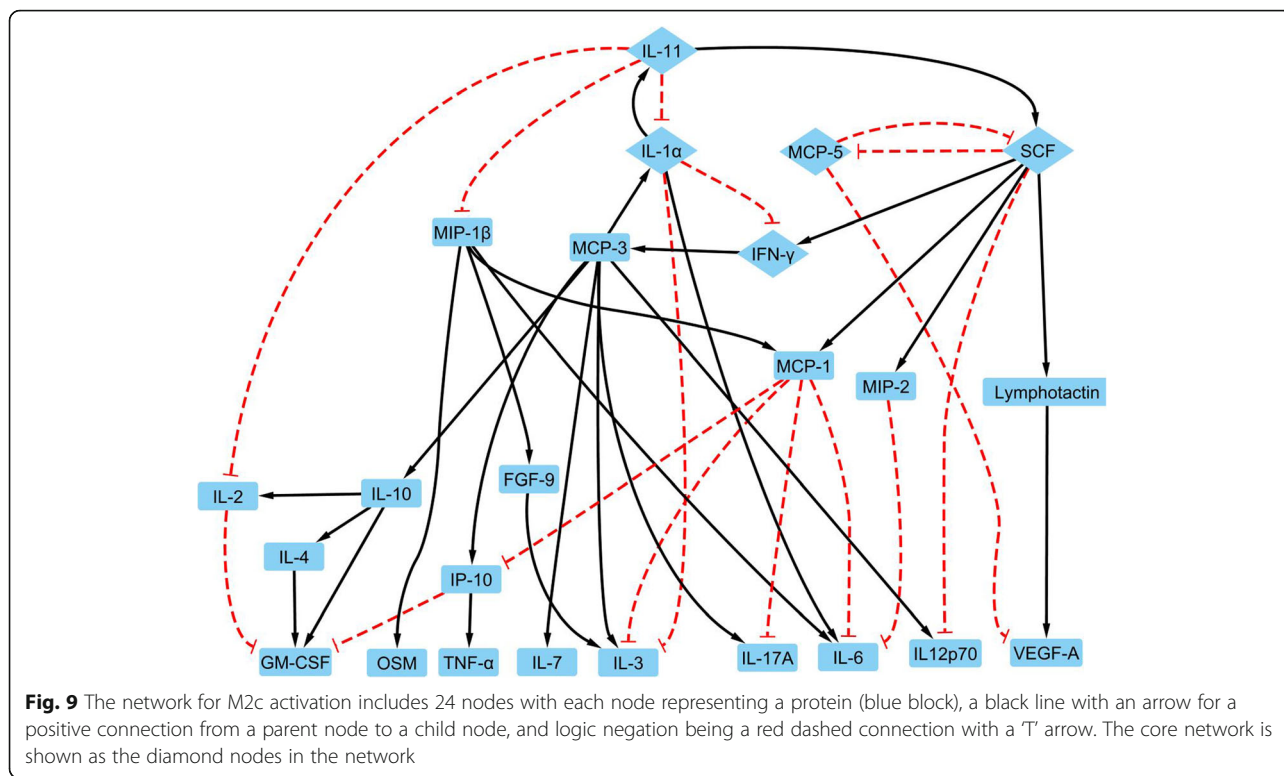 IL-11
IL-1α
MCP-5
SCF
MIP-1β
MCP-3
IFN-γ
MCP-1
MIP-2
Lymphotactin
FGF-9
IL-2
IL-10
IL-4
IP-10
GM-CSF
OSM
TNF-α
IL-7
IL-3
IL-17A
IL-6
IL12p70
VEGF-A
Fig. 9 The network for M2c activation includes 24 nodes with each node representing a protein (blue block), a black line with an arrow for a
positive connection from a parent node to a child node, and logic negation being a red dashed connection with a ‘T’ arrow. The core network is
shown as the diamond nodes in the network